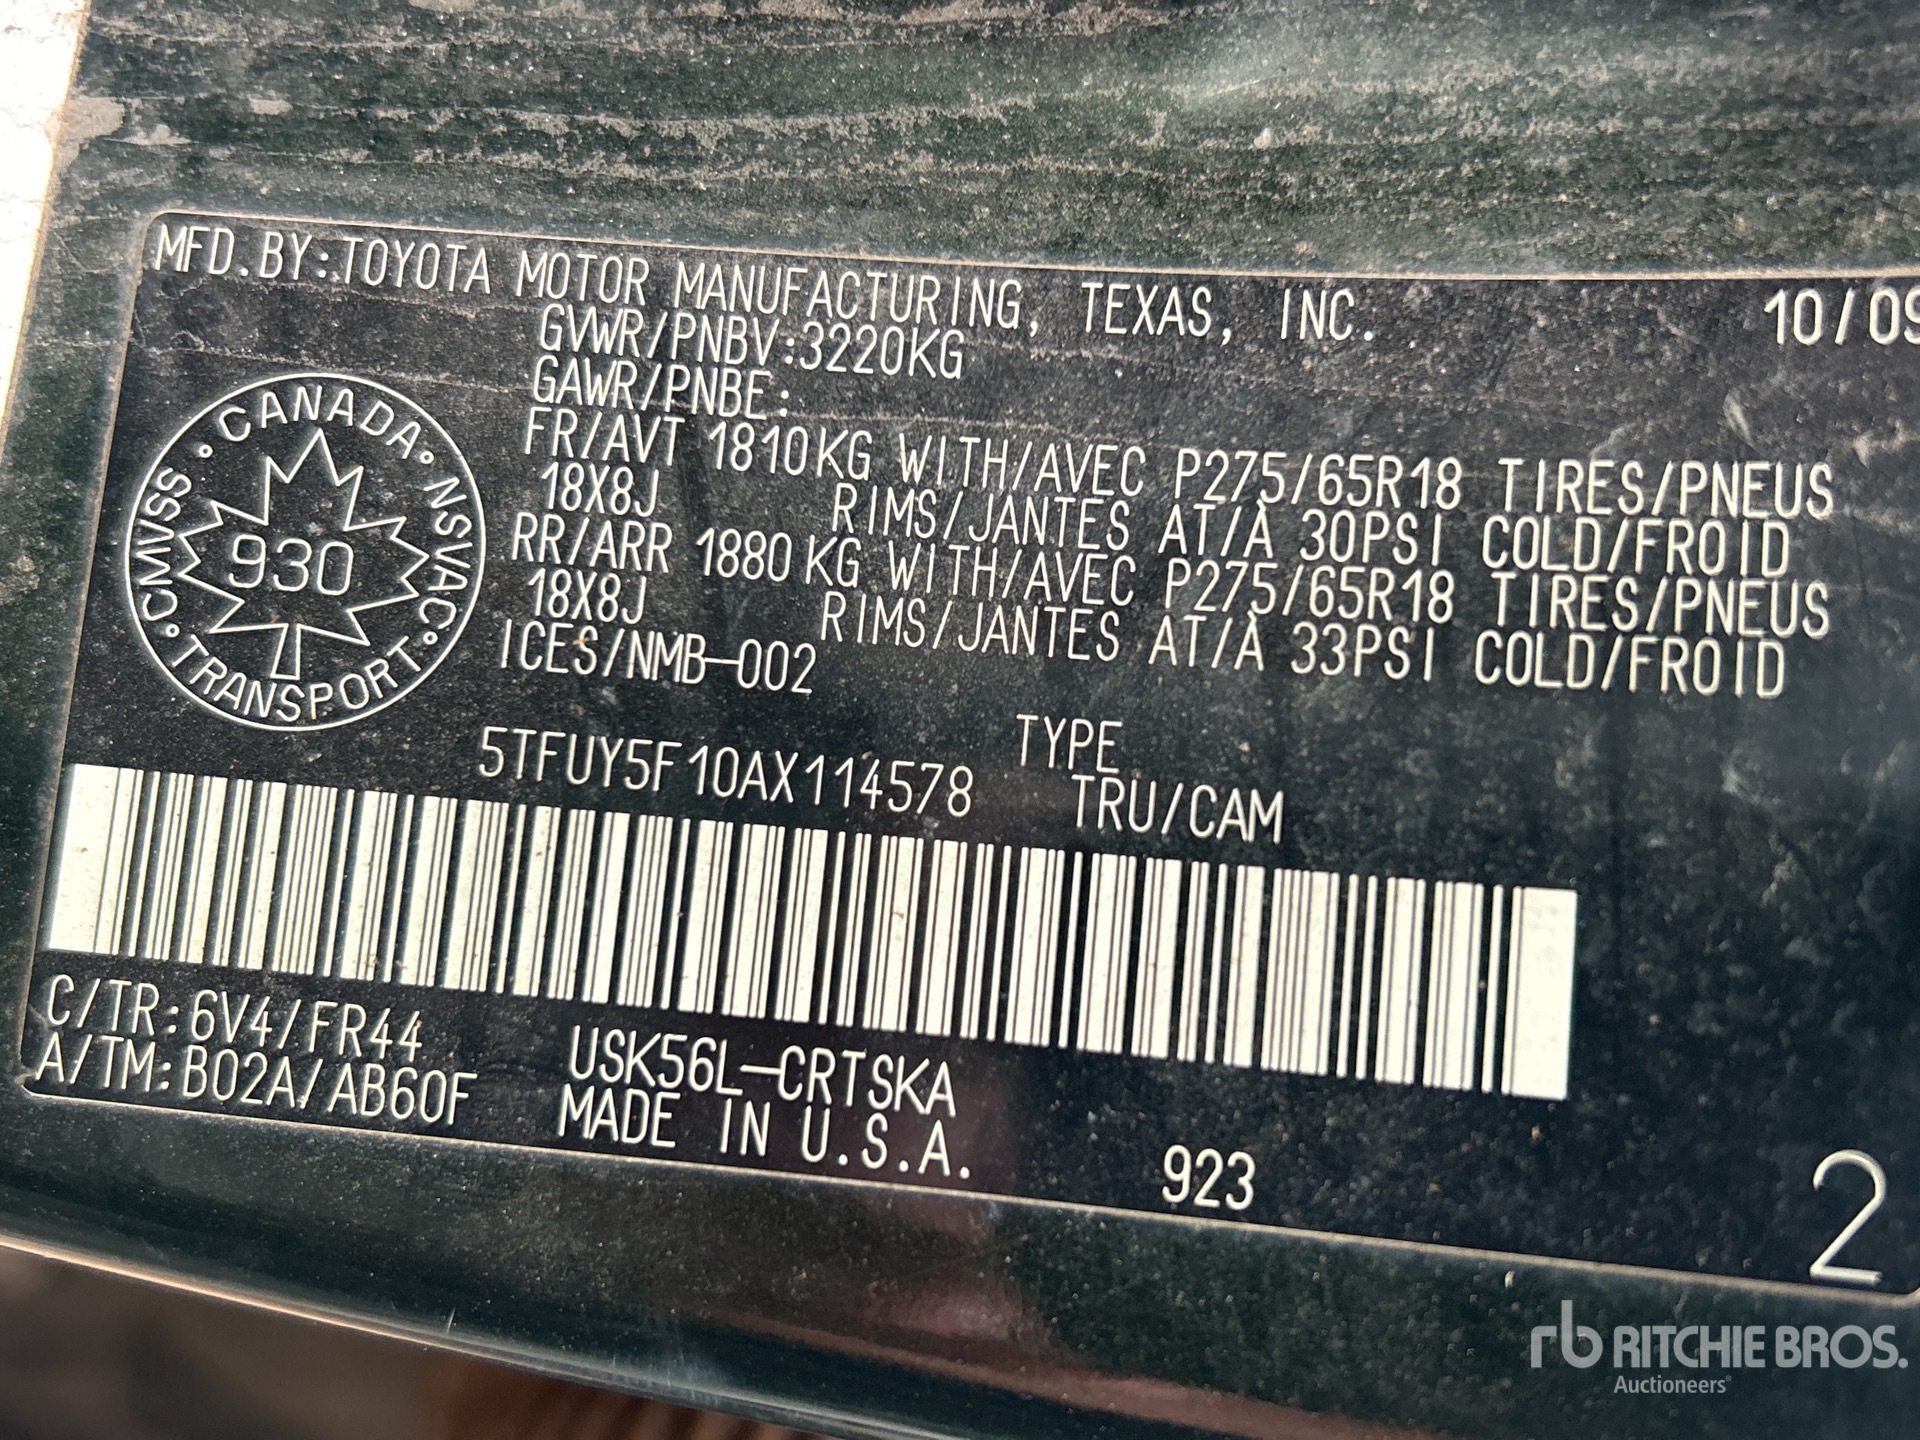 MFD.BY:TOYOTA MOTOR MANUFACTURING, TEXAS, INC. 10/09
GVWR/PNBV:3220KG
GAWR/PNBE:
FR/AVT 1810KG WITH/AVEC P275/65R18 TIRES/PNEUS
18X8J RIMS/JANTES AT/À 30PSI COLD/FROID
RR/ARR 1880KG WITH/AVEC P275/65R18 TIRES/PNEUS
18X8J RIMS/JANTES AT/À 33PSI COLD/FROID
ICES/NMB-002
CANADA · NSVAC · TRANSPORT · CMVSS ·
930
5TFUY5F10AX114578 TYPE
TRU/CAM
C/TR:6V4/FR44
A/TM:B02A/AB60F
USK56L-CRTSKA
MADE IN U.S.A.
923
2
rb RITCHIE BROS.
Auctioneers